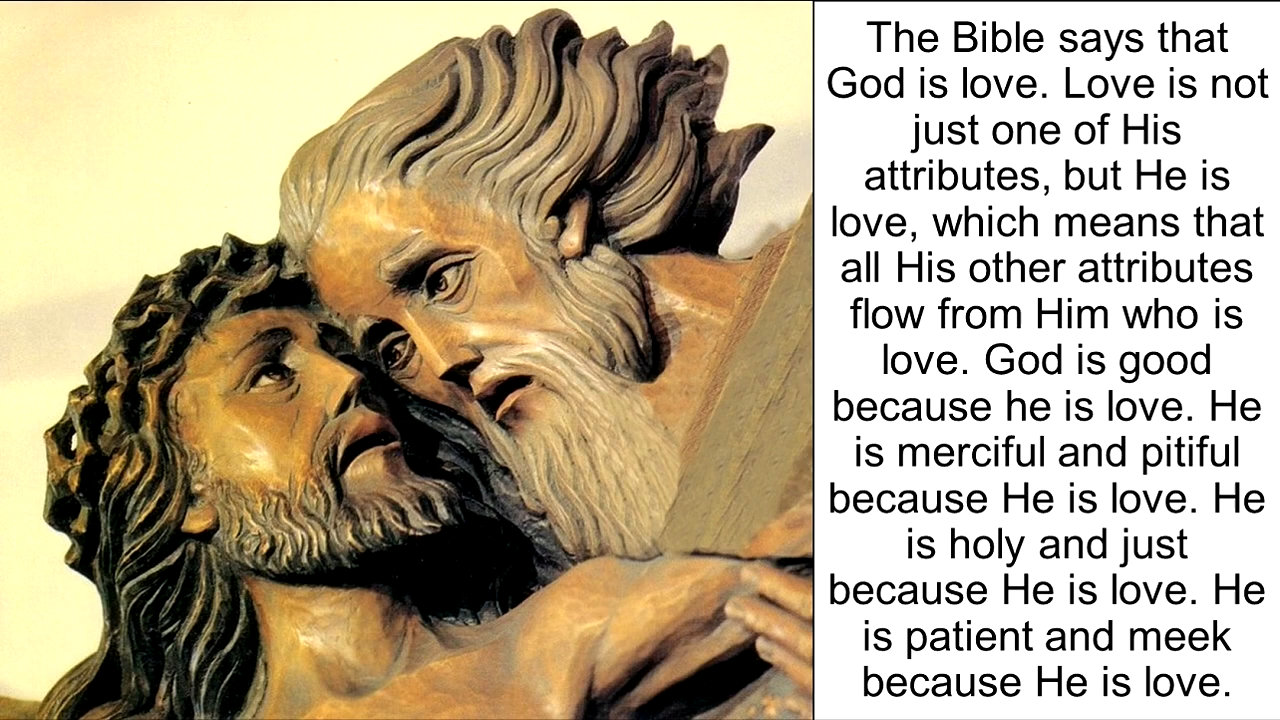 The Bible says that
God is love. Love is not
just one of His
attributes, but He is
love, which means that
all His other attributes
flow from Him who is
love. God is good
because he is love. He
is merciful and pitiful
because He is love. He
is holy and just
because He is love. He
is patient and meek
because He is love.